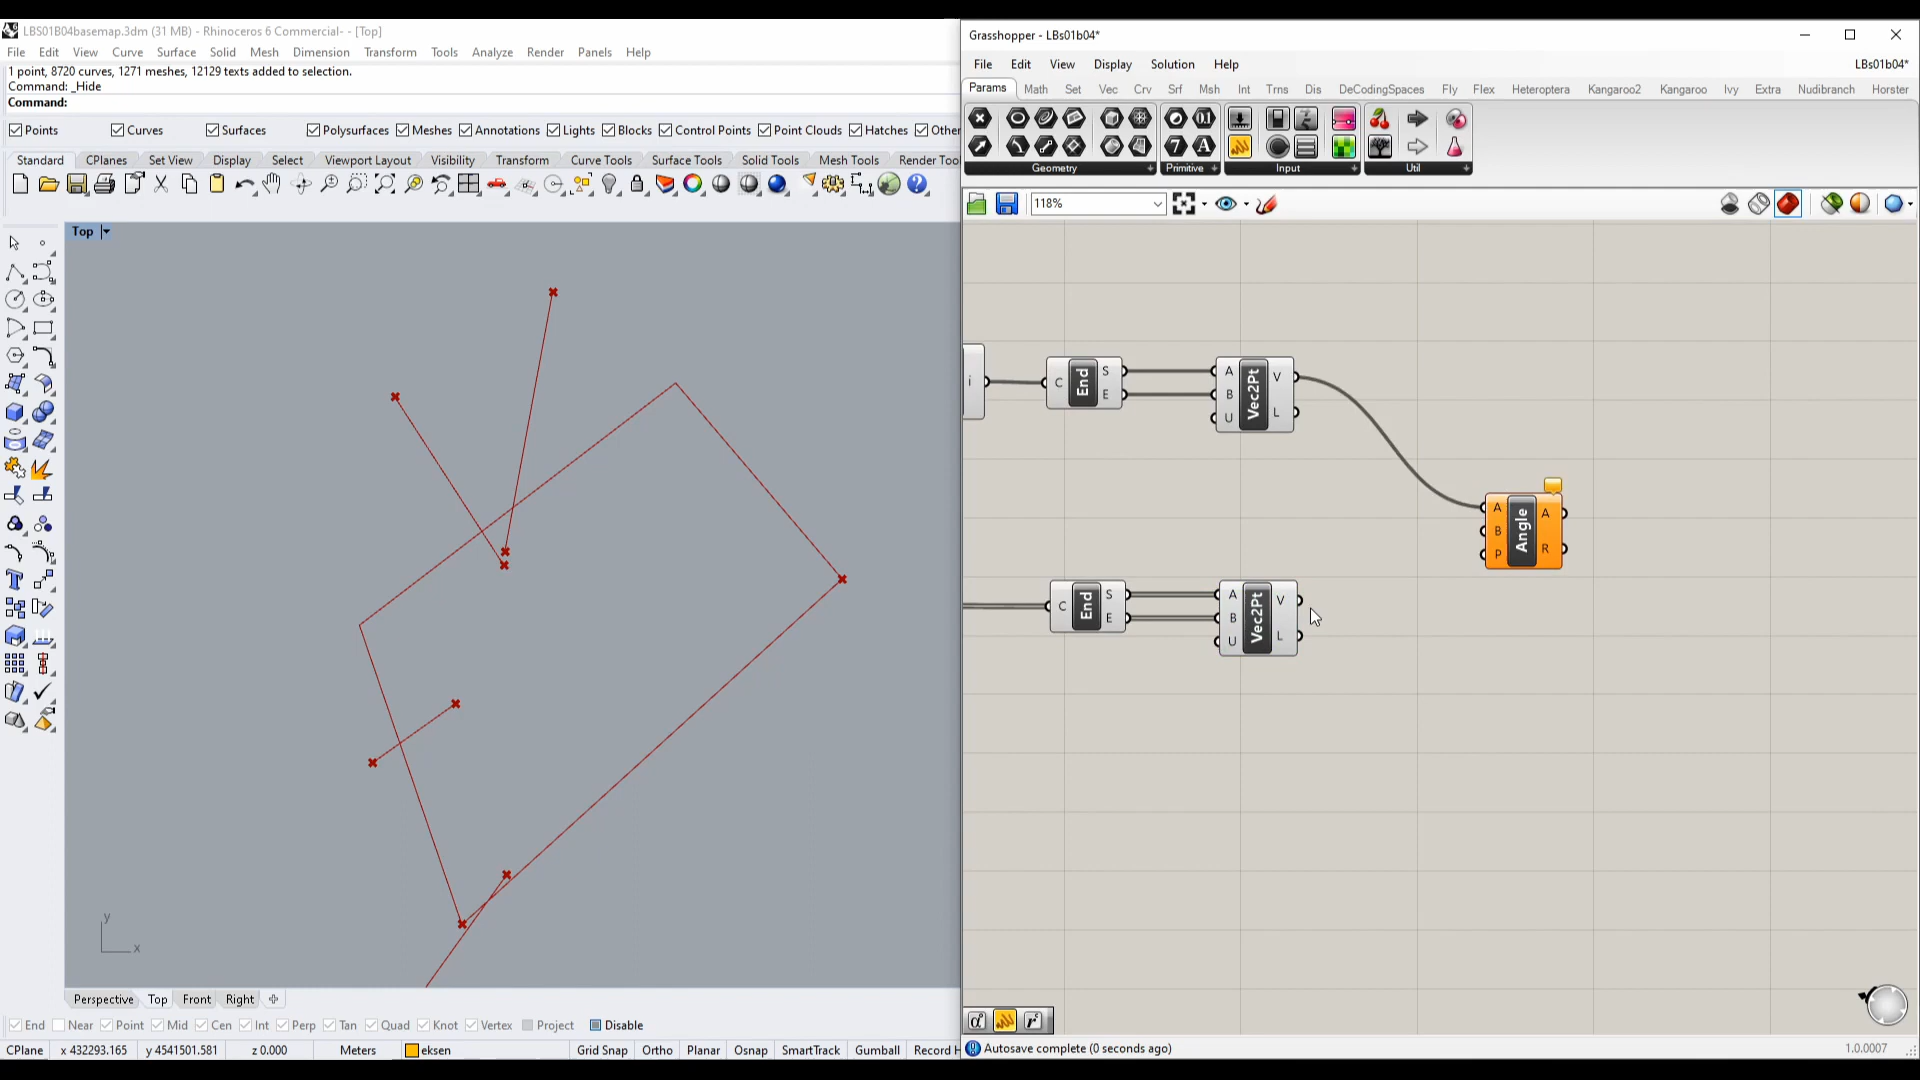 LBS01B04basemap.3dm (31 MB) - Rhinoceros 6 Commercial- - [Top]
File Edit View Curve Surface Solid Mesh Dimension Transform Tools Analyze Render Panels Help
1 point, 8720 curves, 1271 meshes, 12129 texts added to selection.
Command: _Hide
Command:
Points Curves Surfaces Polysurfaces Meshes Annotations Lights Blocks Control Points Point Clouds Hatches Other
Standard CPlanes Set View Display Select Viewport Layout Visibility Transform Curve Tools Surface Tools Solid Tools Mesh Tools Render Too
Top
y
x
Perspective Top Front Right
End Near Point Mid Cen Int Perp Tan Quad Knot Vertex Project Disable
CPlane x 432293.165 y 4541501.581 z 0.000 Meters eksen Grid Snap Ortho Planar Osnap SmartTrack Gumball Record H
Grasshopper - LBs01b04*
File Edit View Display Solution Help LBs01b04*
Params Math Set Vec Crv Srf Msh Int Trns Dis DeCodingSpaces Fly Flex Heteroptera Kangaroo2 Kangaroo Ivy Extra Nudibranch Horster
Geometry Primitive Input Util
118%
i
C End S E
A B U Vec2Pt V L
A B P Angle A R
C End S E
A B U Vec2Pt V L
Autosave complete (0 seconds ago) 1.0.0007